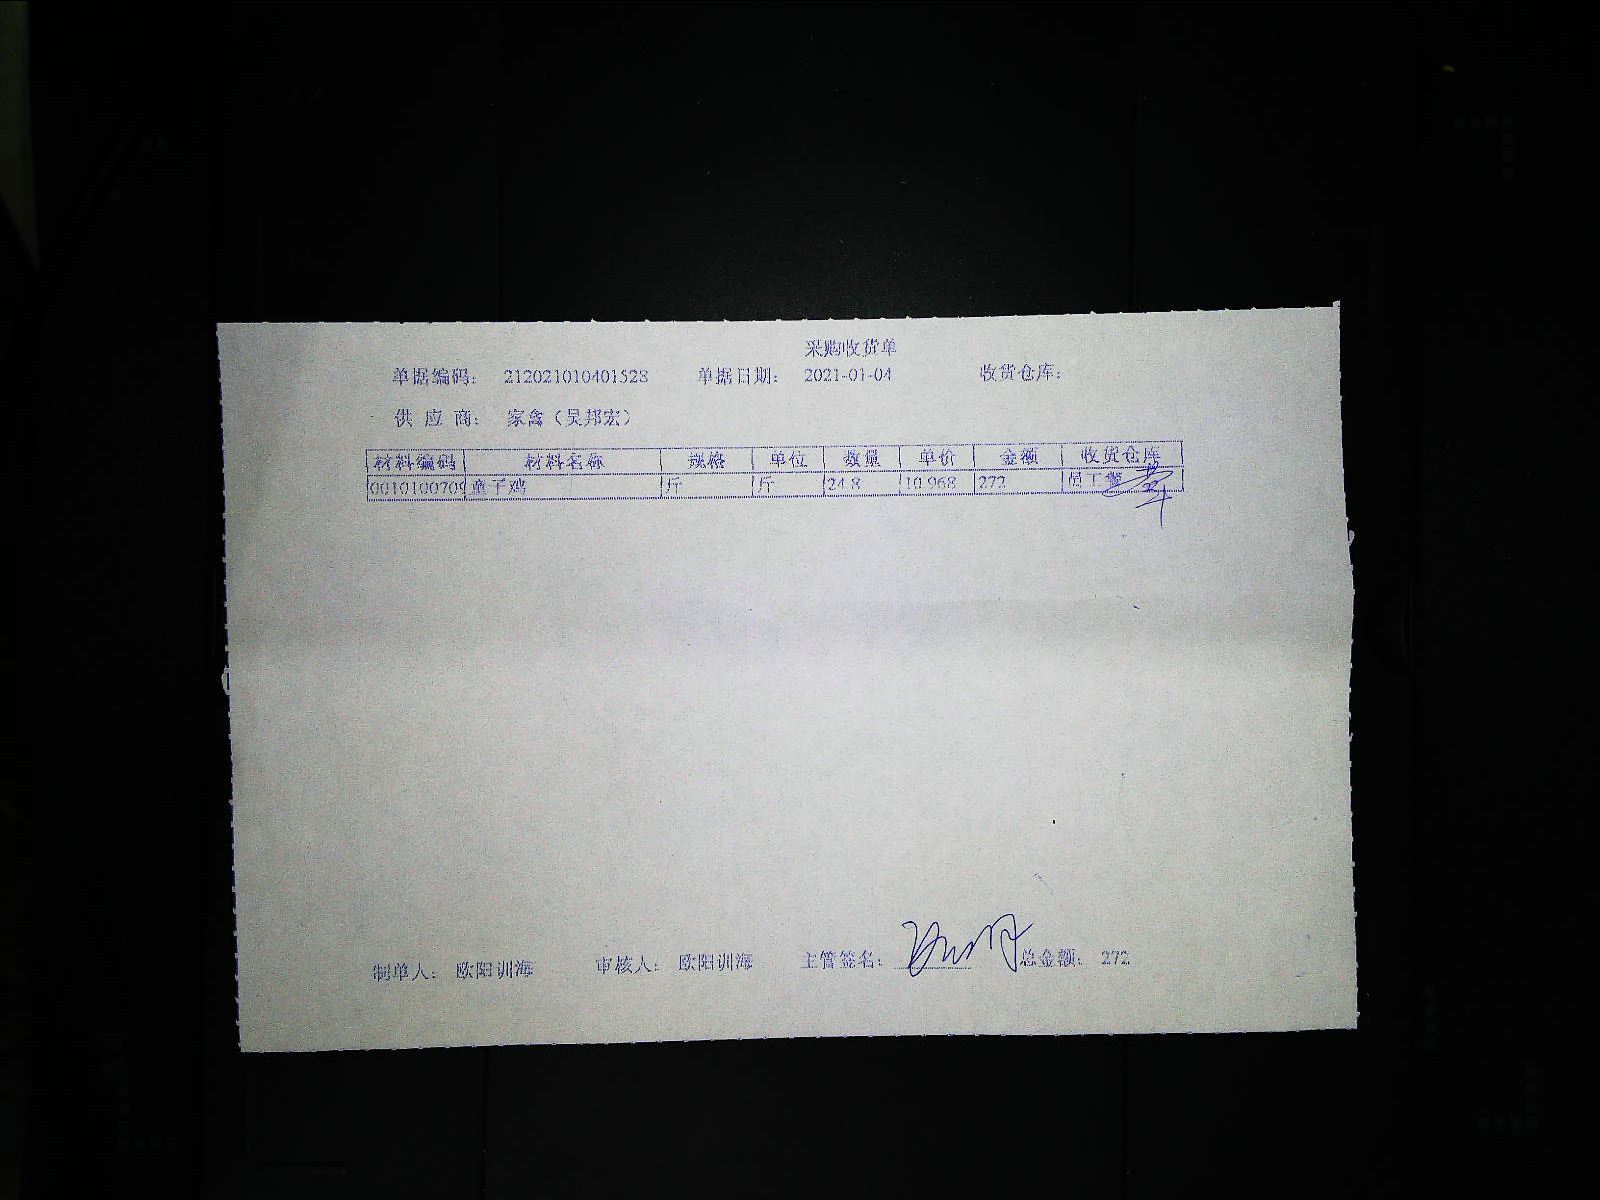 采购收货单
单据编码： 212021010401528 单据日期： 2021-01-04 收货仓库：
供 应 商： 家禽（吴邦宏）
材料编码 材料名称 规格 单位 数量 单价 金额 收货仓库
0010100709 童子鸡 斤 斤 24.8 10.968 272 员工
制单人： 欧阳训海 审核人： 欧阳训海 主管签名： 总金额： 272